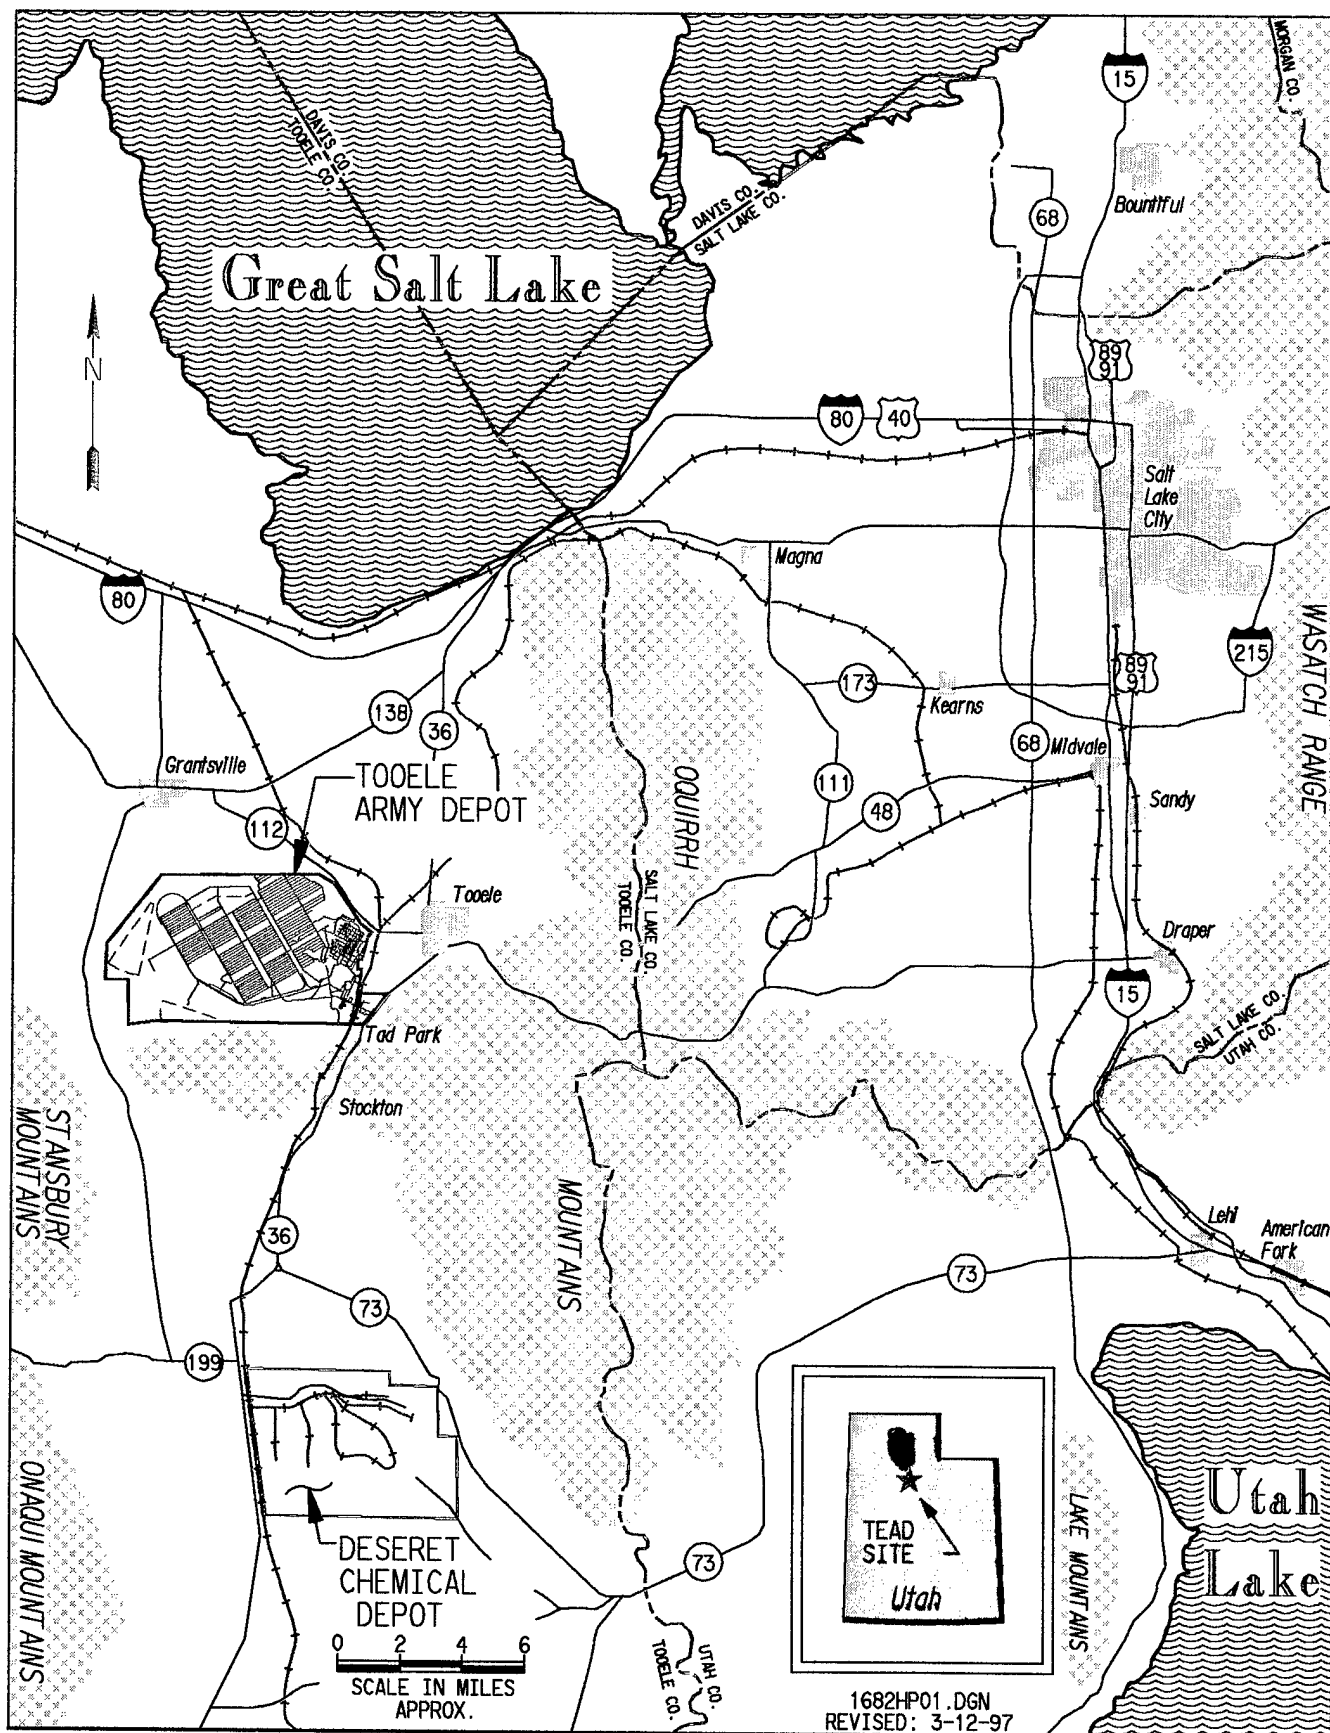 MORGAN CO.
15
DAVIS CO.
TOOELE CO.
Bountiful
DAVIS CO.
SALT LAKE CO.
68
Great Salt Lake
N
89
91
80
40
Salt
Lake
City
Magna
80
WASATCH RANGE
215
89
91
173
Kearns
138
36
68
Midvale
Grantsville
TOOELE
ARMY DEPOT
OQUIRRH
111
48
Sandy
112
Tooele
SALT LAKE CO.
TOOELE CO.
Draper
15
SALT LAKE CO.
UTAH CO.
Tad Park
Stockton
STANSBURY
MOUNTAINS
MOUNTAINS
Lehi
American
Fork
36
73
73
199
ONAQUI MOUNTAINS
TEAD
SITE
Utah
LAKE MOUNTAINS
Utah
Lake
DESERET
CHEMICAL
DEPOT
73
0 2 4 6
SCALE IN MILES
APPROX.
UTAH CO.
TOOELE CO.
1682HP01.DGN
REVISED: 3-12-97